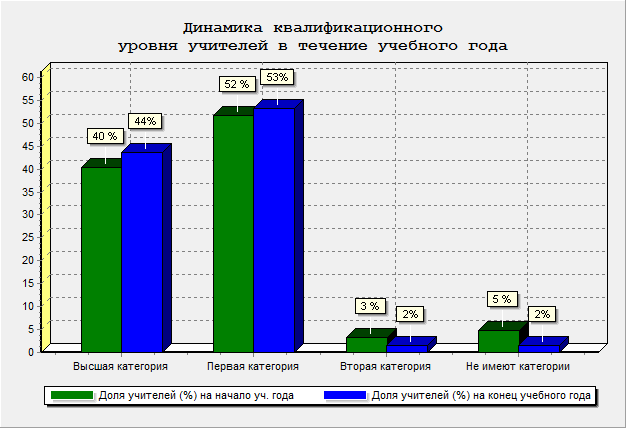 Динамика квалификационного
уровня учителей в течение учебного года
60
55
50
45
40
35
30
25
20
15
10
5
0
40 %
44%
52 %
53%
3 %
2%
5 %
2%
Высшая категория
Первая категория
Вторая категория
Не имеют категории
Доля учителей (%) на начало уч. года
Доля учителей (%) на конец учебного года